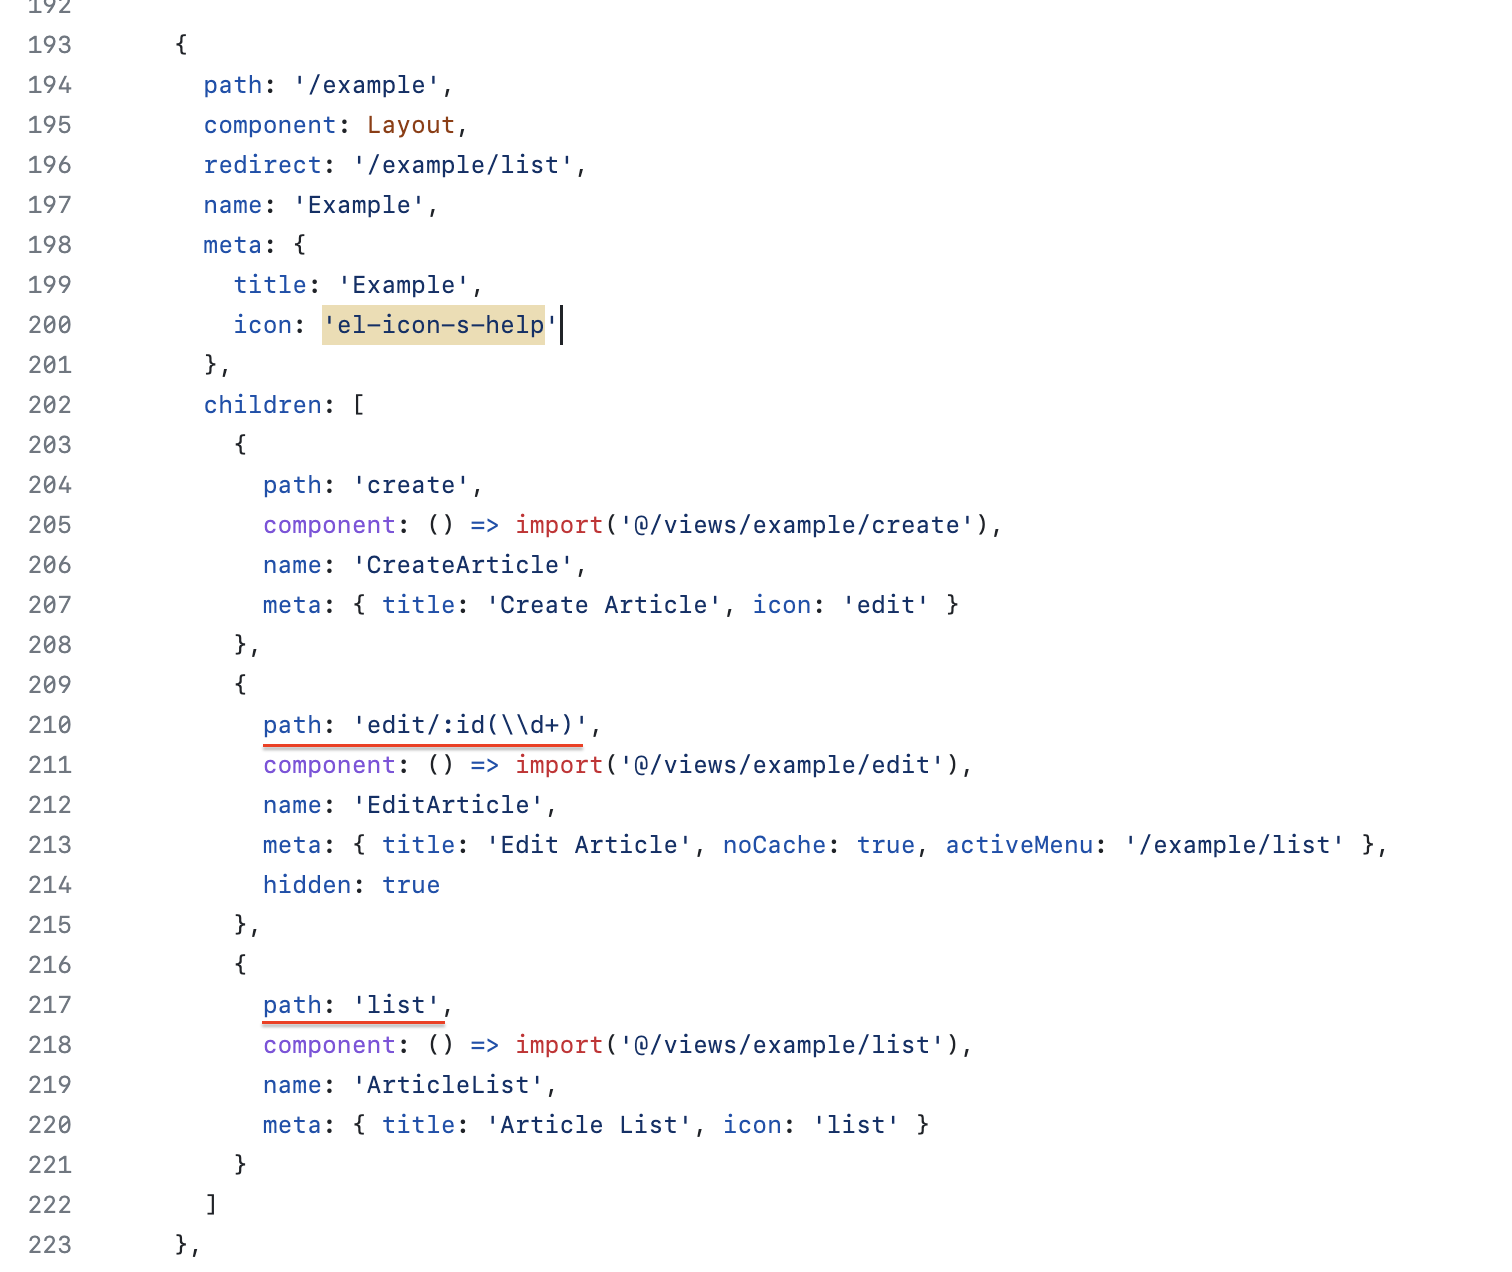 192
193 {
194 path: '/example',
195 component: Layout,
196 redirect: '/example/list',
197 name: 'Example',
198 meta: {
199 title: 'Example',
200 icon: 'el-icon-s-help'
201 },
202 children: [
203 {
204 path: 'create',
205 component: () => import('@/views/example/create'),
206 name: 'CreateArticle',
207 meta: { title: 'Create Article', icon: 'edit' }
208 },
209 {
210 path: 'edit/:id(\\d+)',
211 component: () => import('@/views/example/edit'),
212 name: 'EditArticle',
213 meta: { title: 'Edit Article', noCache: true, activeMenu: '/example/list' },
214 hidden: true
215 },
216 {
217 path: 'list',
218 component: () => import('@/views/example/list'),
219 name: 'ArticleList',
220 meta: { title: 'Article List', icon: 'list' }
221 }
222 ]
223 },